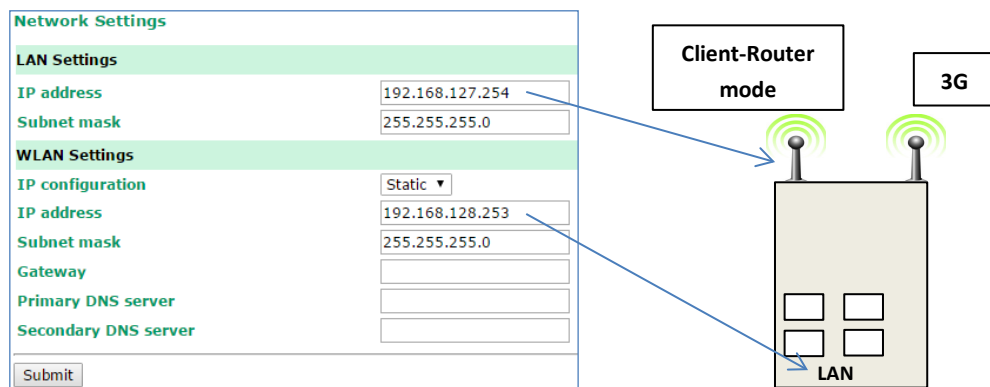 Network Settings
LAN Settings
IP address 192.168.127.254
Subnet mask 255.255.255.0
WLAN Settings
IP configuration Static ▼
IP address 192.168.128.253
Subnet mask 255.255.255.0
Gateway
Primary DNS server
Secondary DNS server
Submit
Client-Router
mode
3G
LAN